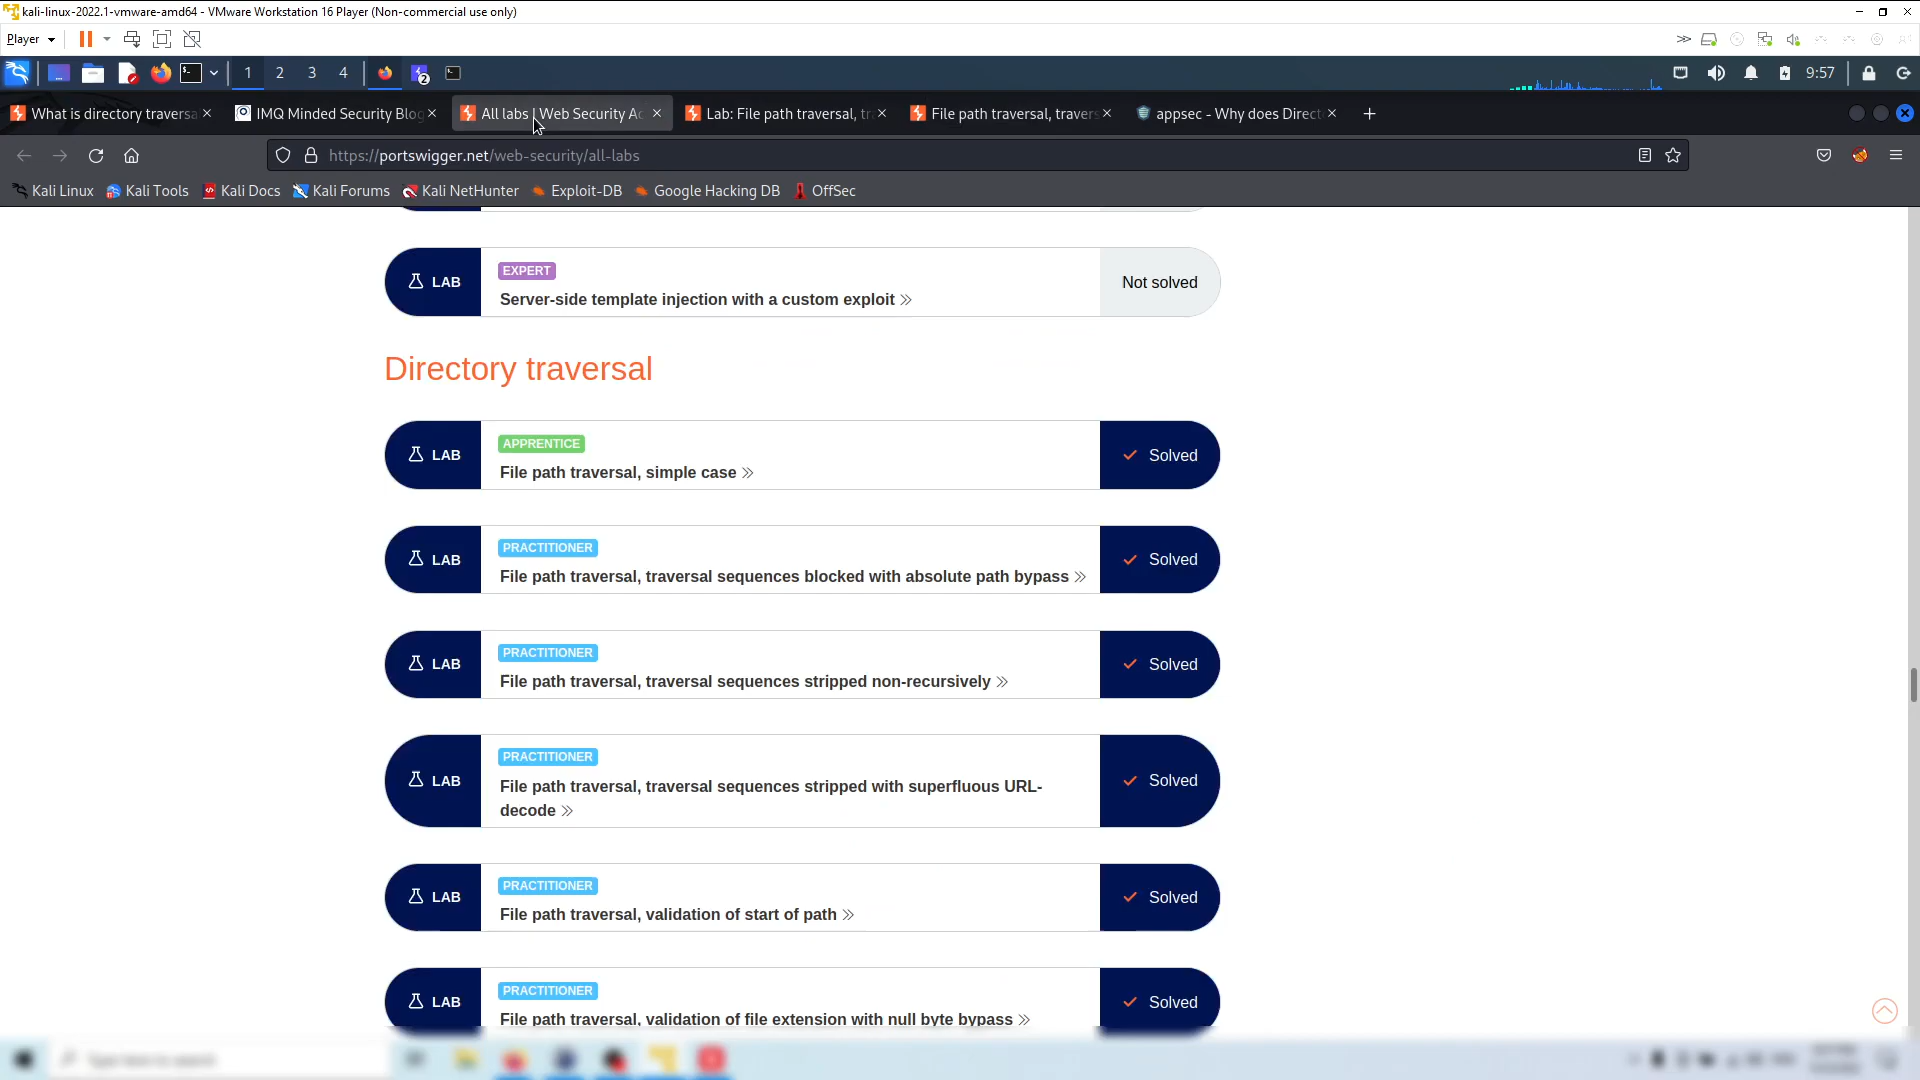 kali-linux-2022.1-vmware-amd64 - VMware Workstation 16 Player (Non-commercial use only)
Player
1 2 3 4 2 9:57
What is directory traversa IMQ Minded Security Blog All labs | Web Security Ac Lab: File path traversal, tr File path traversal, travers appsec - Why does Direct
https://portswigger.net/web-security/all-labs
Kali Linux Kali Tools Kali Docs Kali Forums Kali NetHunter Exploit-DB Google Hacking DB OffSec
EXPERT
LAB Server-side template injection with a custom exploit Not solved
Directory traversal
APPRENTICE
LAB File path traversal, simple case Solved
PRACTITIONER
LAB File path traversal, traversal sequences blocked with absolute path bypass Solved
PRACTITIONER
LAB File path traversal, traversal sequences stripped non-recursively Solved
PRACTITIONER
LAB File path traversal, traversal sequences stripped with superfluous URL- Solved
decode
PRACTITIONER
LAB File path traversal, validation of start of path Solved
PRACTITIONER
LAB File path traversal, validation of file extension with null byte bypass Solved
Type here to search